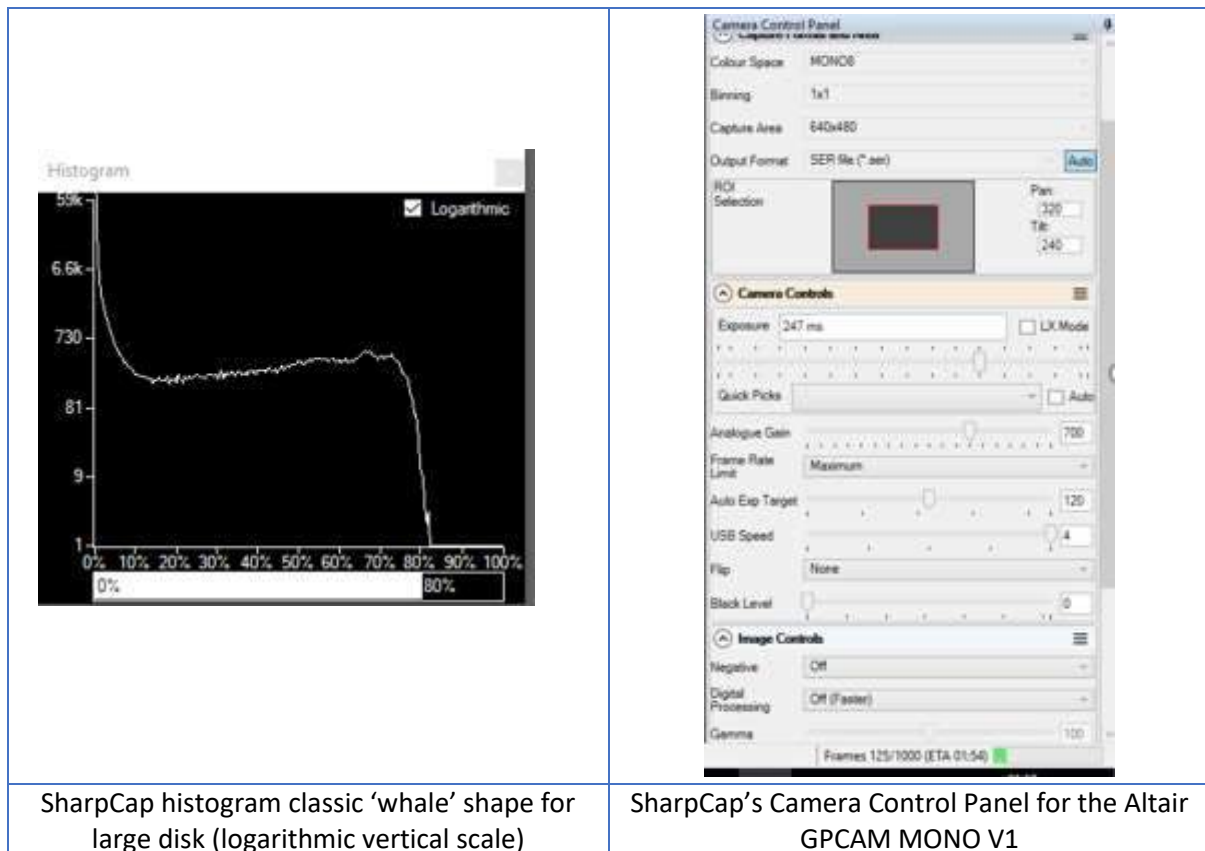 Histogram
59k
Logarithmic
6.6k
730
81
9
1
0% 10% 20% 30% 40% 50% 60% 70% 80% 90% 100%
0% 80%
SharpCap histogram classic ‘whale’ shape for
large disk (logarithmic vertical scale)
Camera Control Panel
Colour Space MONO8
Binning 1x1
Capture Area 640x480
Output Format SER file (*.ser) Auto
ROI
Selection
Pan:
320
Tilt:
240
Camera Controls
Exposure 247 ms LX Mode
Quick Picks Auto
Analogue Gain 700
Frame Rate
Limit
Maximum
Auto Exp Target 120
USB Speed 4
Flip None
Black Level 0
Image Controls
Negative Off
Digital
Processing
Off (Faster)
Gamma 100
Frames 125/1000 (ETA 01:54)
SharpCap’s Camera Control Panel for the Altair
GPCAM MONO V1